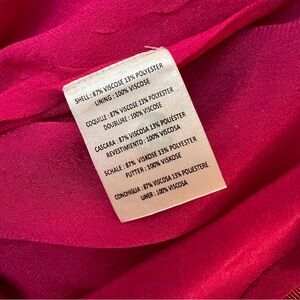 SHELL : 87% VISCOSE 13% POLYESTER
LINING : 100% VISCOSE
COQUILLE : 87% VISCOSE 13% POLYESTER
DOUBLURE : 100% VISCOSE
CASCARA : 87% VISCOSA 13% POLYESTER
REVESTIMENTO : 100% VISCOSA
SCHALE : 87% VISKOSE 13% POLYESTER
FUTTER : 100% VISKOSE
CONCHIGLIA : 87% VISCOSA 13% POLIESTERE
LINER : 100% VISCOSA